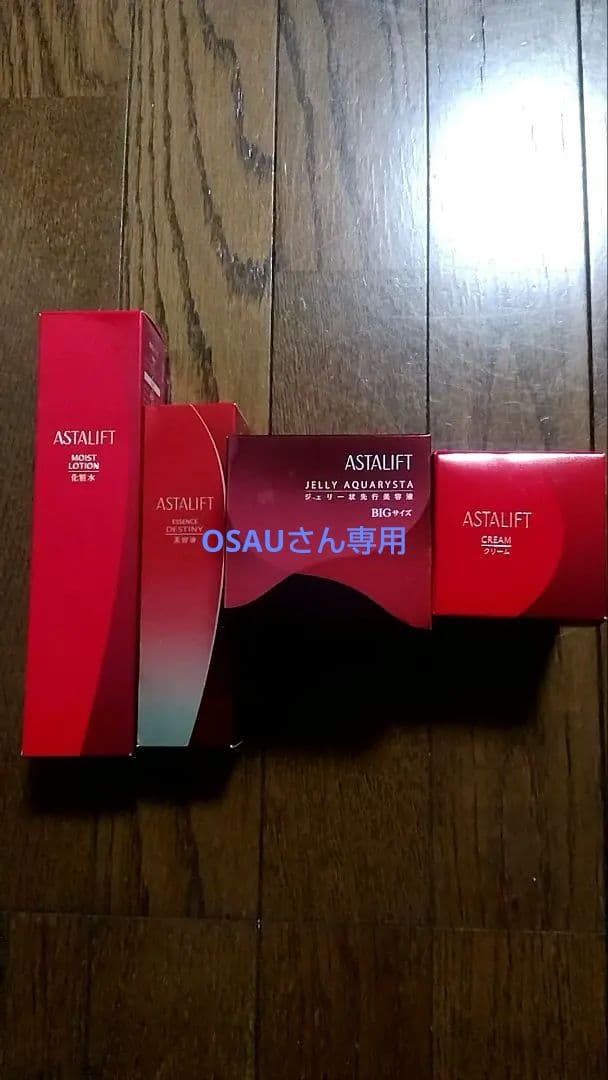 ASTALIFT
MOIST
LOTION
化粧水
ASTALIFT
ESSENCE
DESTINY
美容液
ASTALIFT
JELLY AQUARYSTA
ジェリー状先行美容液
BIGサイズ
ASTALIFT
CREAM
クリーム
OSAUさん専用